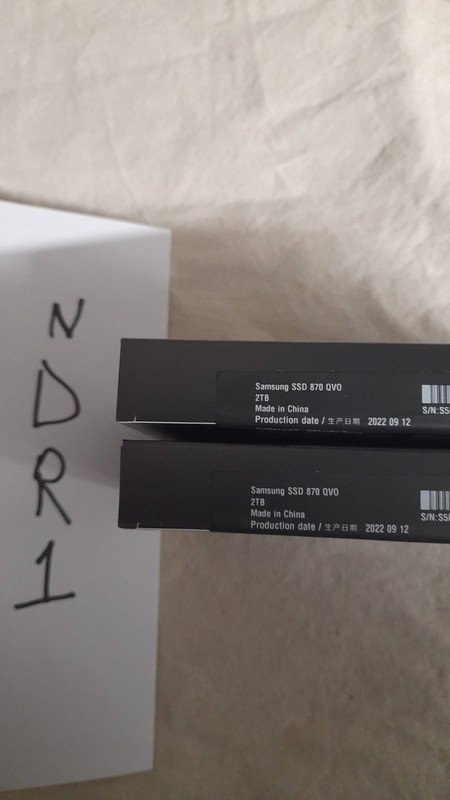 N
D
R
1
Samsung SSD 870 QVO
2TB
Made in China
Production date / 生产日期 2022 09 12
S/N:S5
Samsung SSD 870 QVO
2TB
Made in China
Production date / 生产日期 2022 09 12
S/N:S5